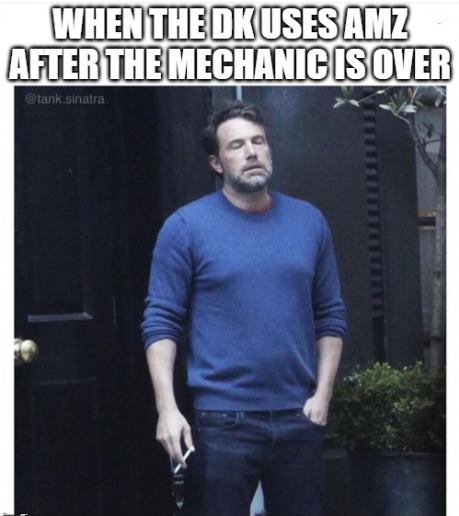 WHEN THE DK USES AMZ
AFTER THE MECHANIC IS OVER
@tank.sinatra